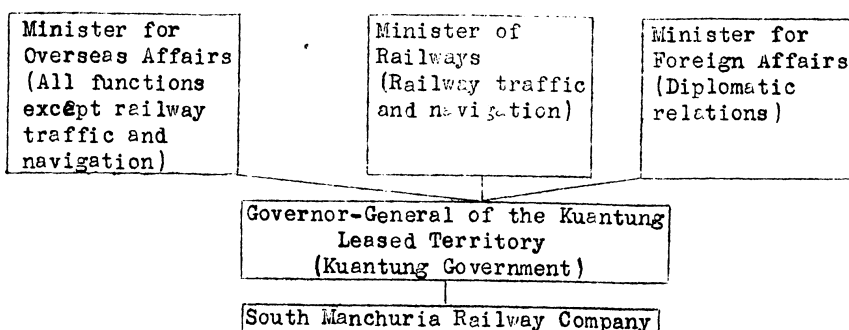 Minister for
Overseas Affairs
(All functions
except railway
traffic and
navigation)
Minister of
Railways
(Railway traffic
and navigation)
Minister for
Foreign Affairs
(Diplomatic
relations)
Governor-General of the Kuantung
Leased Territory
(Kuantung Government)
South Manchuria Railway Company